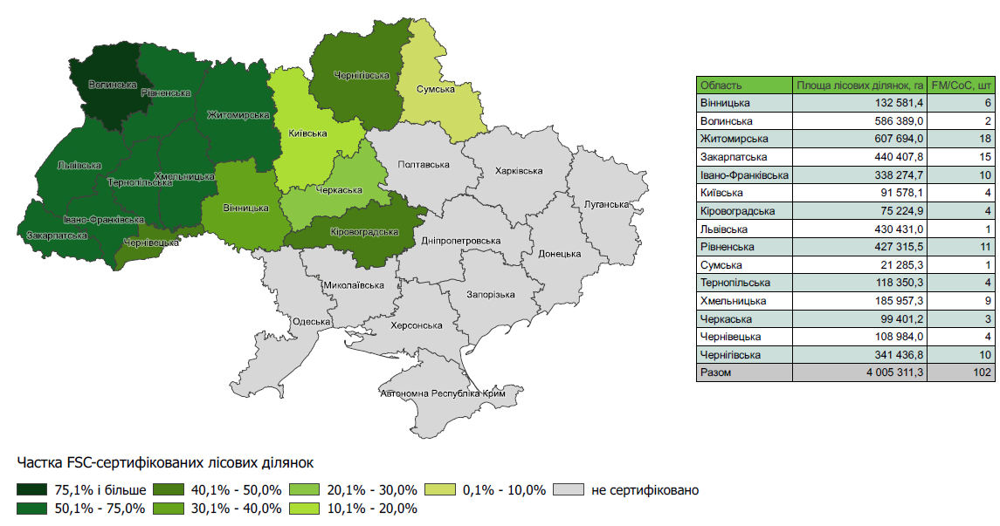 Волинська
Рівненська
Житомирська
Київська
Чернігівська
Сумська
Львівська
Тернопільська
Хмельницька
Вінницька
Черкаська
Полтавська
Харківська
Луганська
Івано-Франківська
Закарпатська
Чернівецька
Кіровоградська
Дніпропетровська
Донецька
Миколаївська
Запорізька
Одеська
Херсонська
Автономна Республіка Крим
Область Площа лісових ділянок, га FM/CoC, шт
Вінницька 132 581,4 6
Волинська 586 389,0 2
Житомирська 607 694,0 18
Закарпатська 440 407,8 15
Івано-Франківська 338 274,7 10
Київська 91 578,1 4
Кіровоградська 75 224,9 4
Львівська 430 431,0 1
Рівненська 427 315,5 11
Сумська 21 285,3 1
Тернопільська 118 350,3 4
Хмельницька 185 957,3 9
Черкаська 99 401,2 3
Чернівецька 108 984,0 4
Чернігівська 341 436,8 10
Разом 4 005 311,3 102
Частка FSC-сертифікованих лісових ділянок
75,1% і більше 40,1% - 50,0% 20,1% - 30,0% 0,1% - 10,0% не сертифіковано
50,1% - 75,0% 30,1% - 40,0% 10,1% - 20,0%